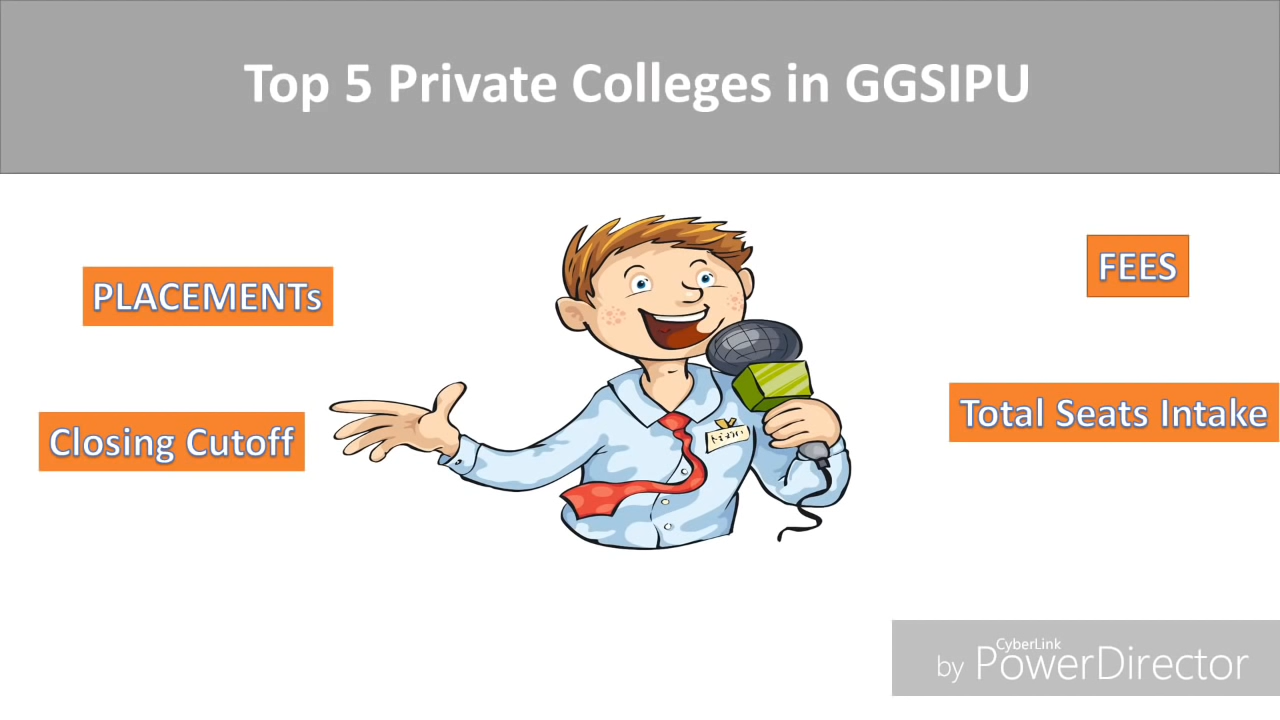 Top 5 Private Colleges in GGSIPU
FEES
PLACEMENTs
Total Seats Intake
Closing Cutoff
CyberLink
by PowerDirector